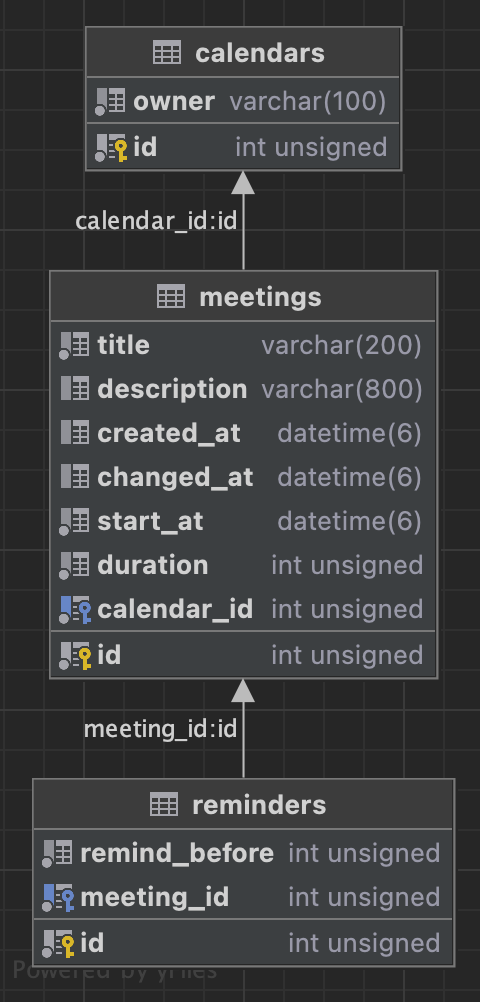 calendars
owner varchar(100)
id int unsigned
calendar_id:id
meetings
title varchar(200)
description varchar(800)
created_at datetime(6)
changed_at datetime(6)
start_at datetime(6)
duration int unsigned
calendar_id int unsigned
id int unsigned
meeting_id:id
reminders
remind_before int unsigned
meeting_id int unsigned
id int unsigned
Powered by yFiles